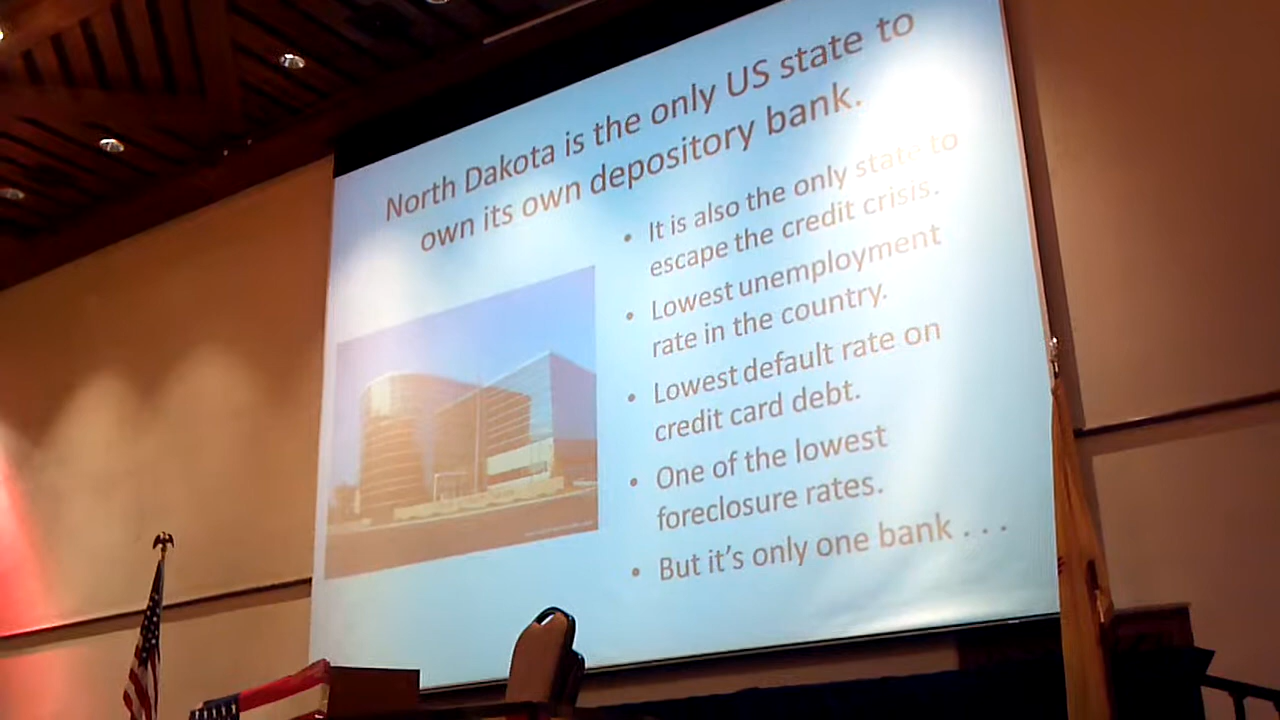 North Dakota is the only US state to
own its own depository bank.
• It is also the only state to
escape the credit crisis.
• Lowest unemployment
rate in the country.
• Lowest default rate on
credit card debt.
• One of the lowest
foreclosure rates.
• But it's only one bank . . .